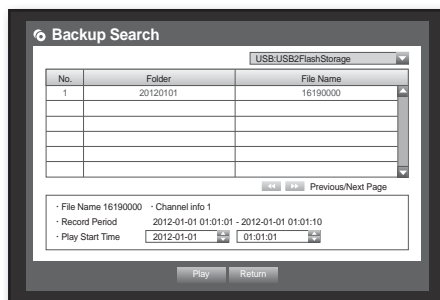 Backup Search
USB:USB2FlashStorage
No. Folder File Name
1 20120101 16190000
Previous/Next Page
· File Name 16190000 · Channel info 1
· Record Period 2012-01-01 01:01:01 - 2012-01-01 01:01:10
· Play Start Time 2012-01-01 01:01:01
Play Return